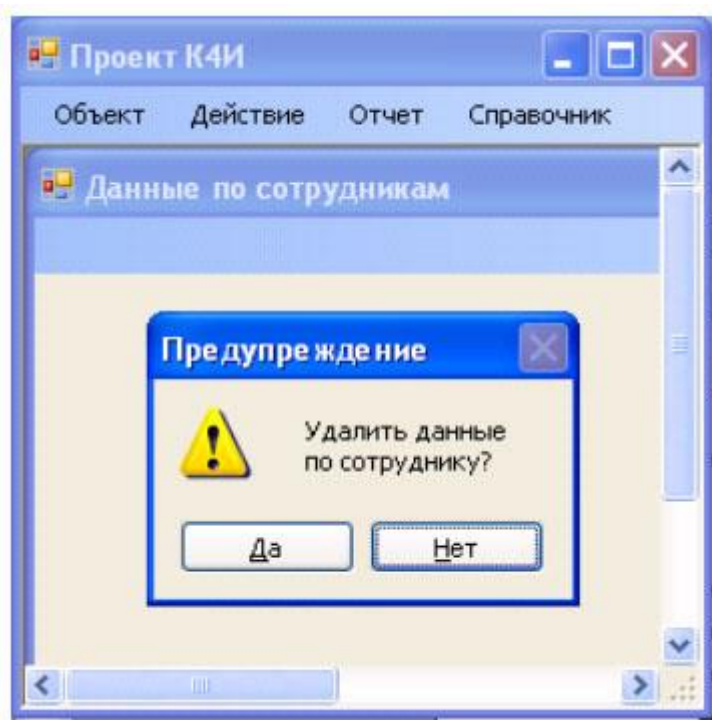 Проект К4И
Объект Действие Отчет Справочник
Данные по сотрудникам
Предупреждение
Удалить данные
по сотруднику?
Да Нет